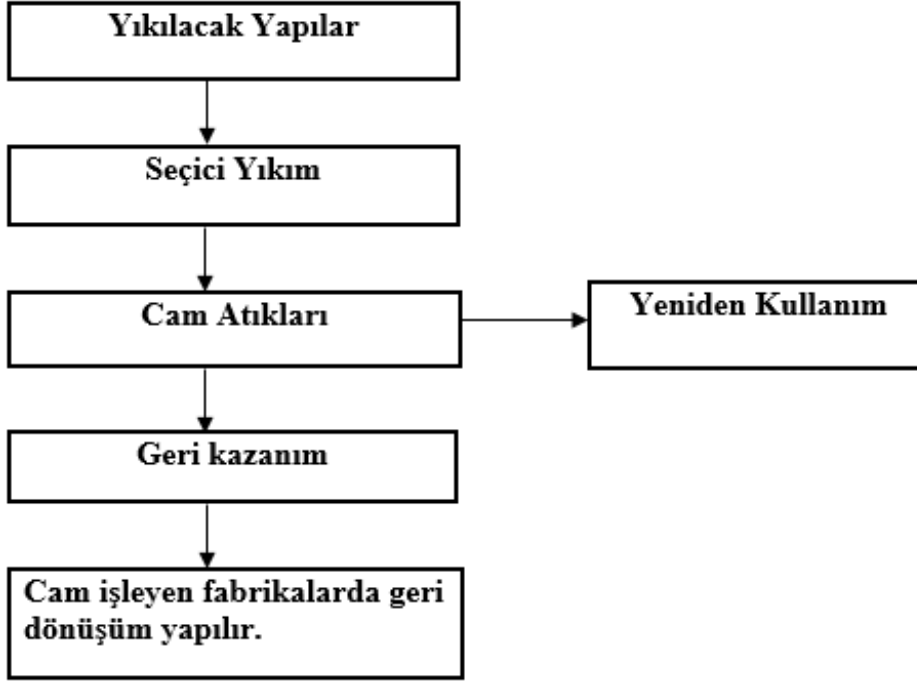 Yıkılacak Yapılar
Seçici Yıkım
Cam Atıkları
Yeniden Kullanım
Geri kazanım
Cam işleyen fabrikalarda geri
dönüşüm yapılır.